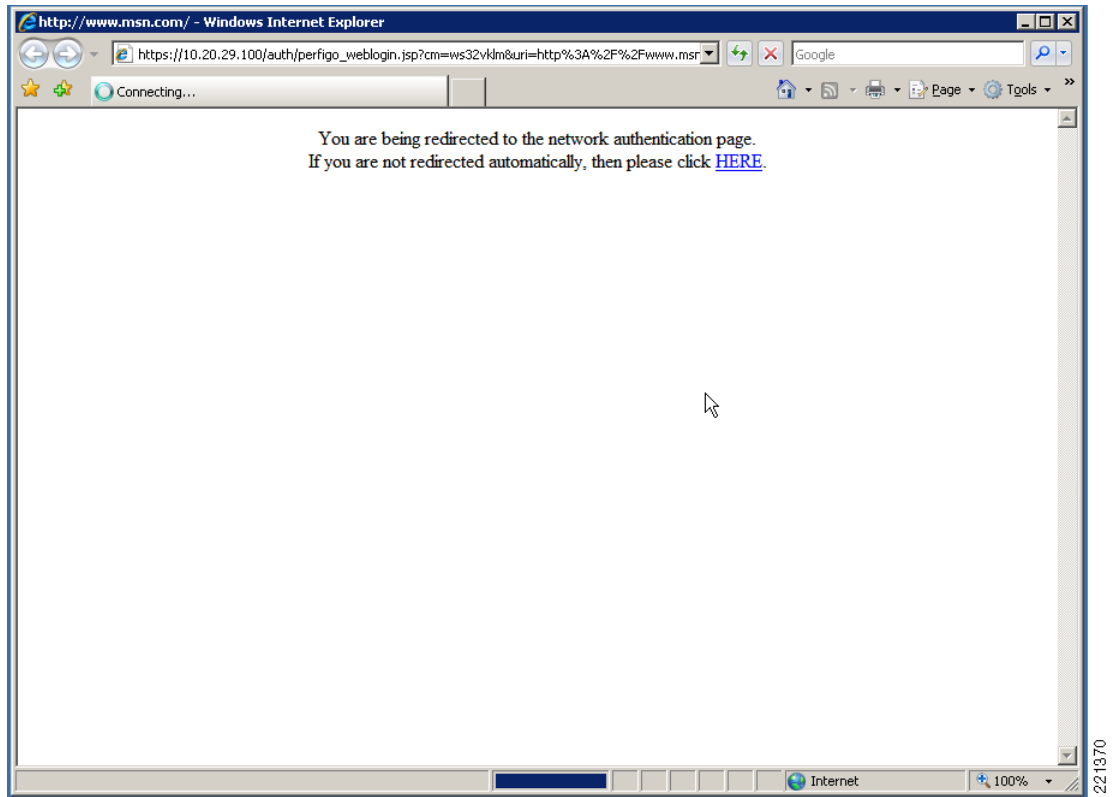 http://www.msn.com/ - Windows Internet Explorer
https://10.20.29.100/auth/perfigo_weblogin.jsp?cm=ws32vklm&uri=http%3A%2F%2Fwww.msn
Google
Connecting...
Page
Tools
You are being redirected to the network authentication page.
If you are not redirected automatically, then please click HERE.
Internet
100%
221370